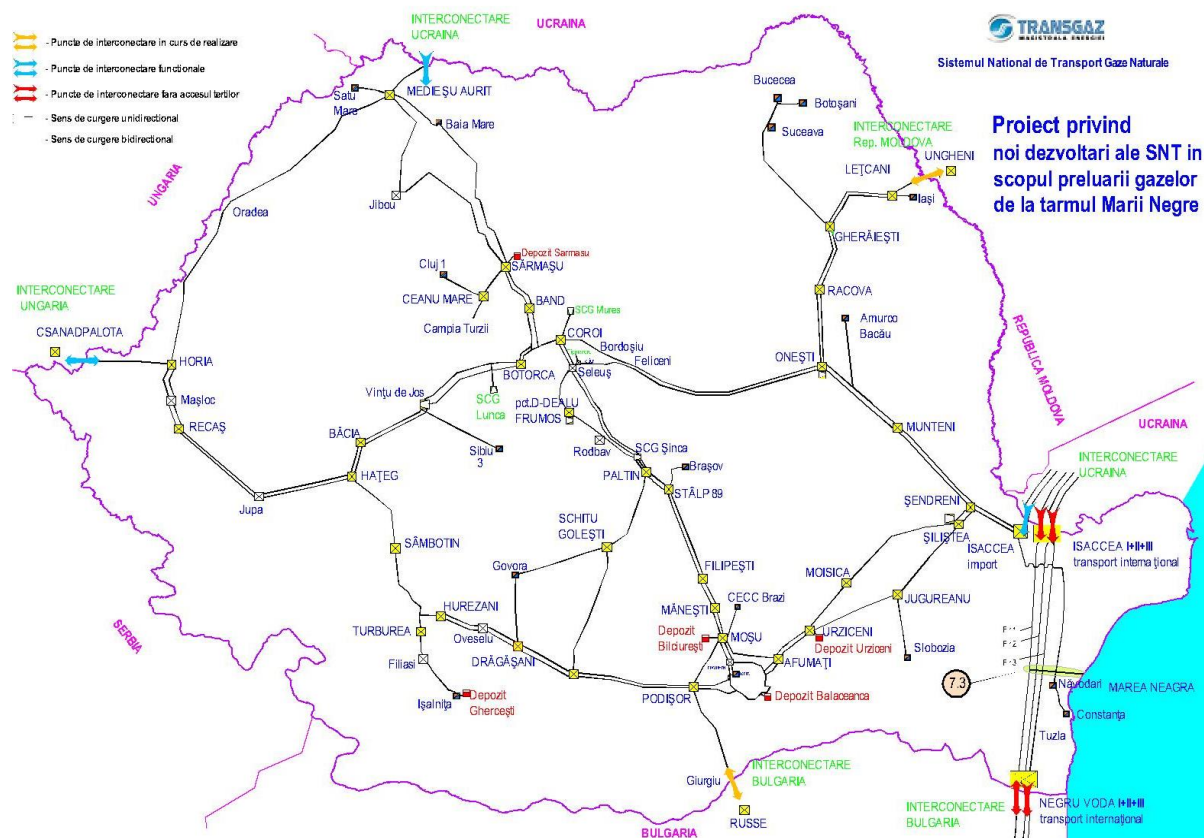 - Puncte de interconectare in curs de realizare
- Puncte de interconectare functionale
- Puncte de interconectare fara accesul tertilor
- Sens de curgere unidirectional
- Sens de curgere bidirectional
INTERCONECTARE
UCRAINA
UCRAINA
TRANSGAZ
MAGISTRALA ENERGIEI
Sistemul National de Transport Gaze Naturale
Proiect privind
noi dezvoltari ale SNT in
scopul preluarii gazelor
de la tarmul Marii Negre
Satu
Mare
MEDIEŞU AURIT
Baia Mare
Bucecea
Botoşani
Suceava
INTERCONECTARE
Rep. MOLDOVA
UNGHENI
LEŢCANI
Iaşi
UNGARIA
Oradea
Jibou
GHERĂIEŞTI
Depozit Sarmasu
SĂRMAŞU
Cluj 1
CEANU MARE
Campia Turzii
BAND
SCG Mures
RACOVA
Amurco
Bacău
INTERCONECTARE
UNGARIA
CSANADPALOTA
HORIA
COROI
Bordoşiu
Feliceni
ONEŞTI
REPUBLICA MOLDOVA
Maşloc
RECAŞ
Vinţu de Jos
BOTORCA
SCG
Lunca
Seleuş
pct.D-DEALU
FRUMOS
BĂCIA
Sibiu
3
Rodbav
SCG Şinca
MUNTENI
UCRAINA
INTERCONECTARE
UCRAINA
HAŢEG
Jupa
PALTIN
Braşov
STÂLP 89
ŞENDRENI
ŞILIŞTEA
ISACCEA
import
ISACCEA I+II+III
transport international
SÂMBOTIN
SCHITU
GOLEŞTI
Govora
FILIPEŞTI
MOISICA
JUGUREANU
SERBIA
HUREZANI
Oveselu
TURBUREA
MĂNEŞTI
CECC Brazi
Depozit
Bilciureşti
MOŞU
URZICENI
Depozit Urziceni
Slobozia
Filiasi
DRĂGĂŞANI
AFUMAŢI
Işalniţa
Depozit
Gherceşti
PODIŞOR
Depozit Balaceanca
F 1
F 2
F 3
7.3
Năvodari
MAREA NEAGRA
Constanţa
Tuzla
Giurgiu
INTERCONECTARE
BULGARIA
RUSSE
BULGARIA
INTERCONECTARE
BULGARIA
NEGRU VODA I+II+III
transport international